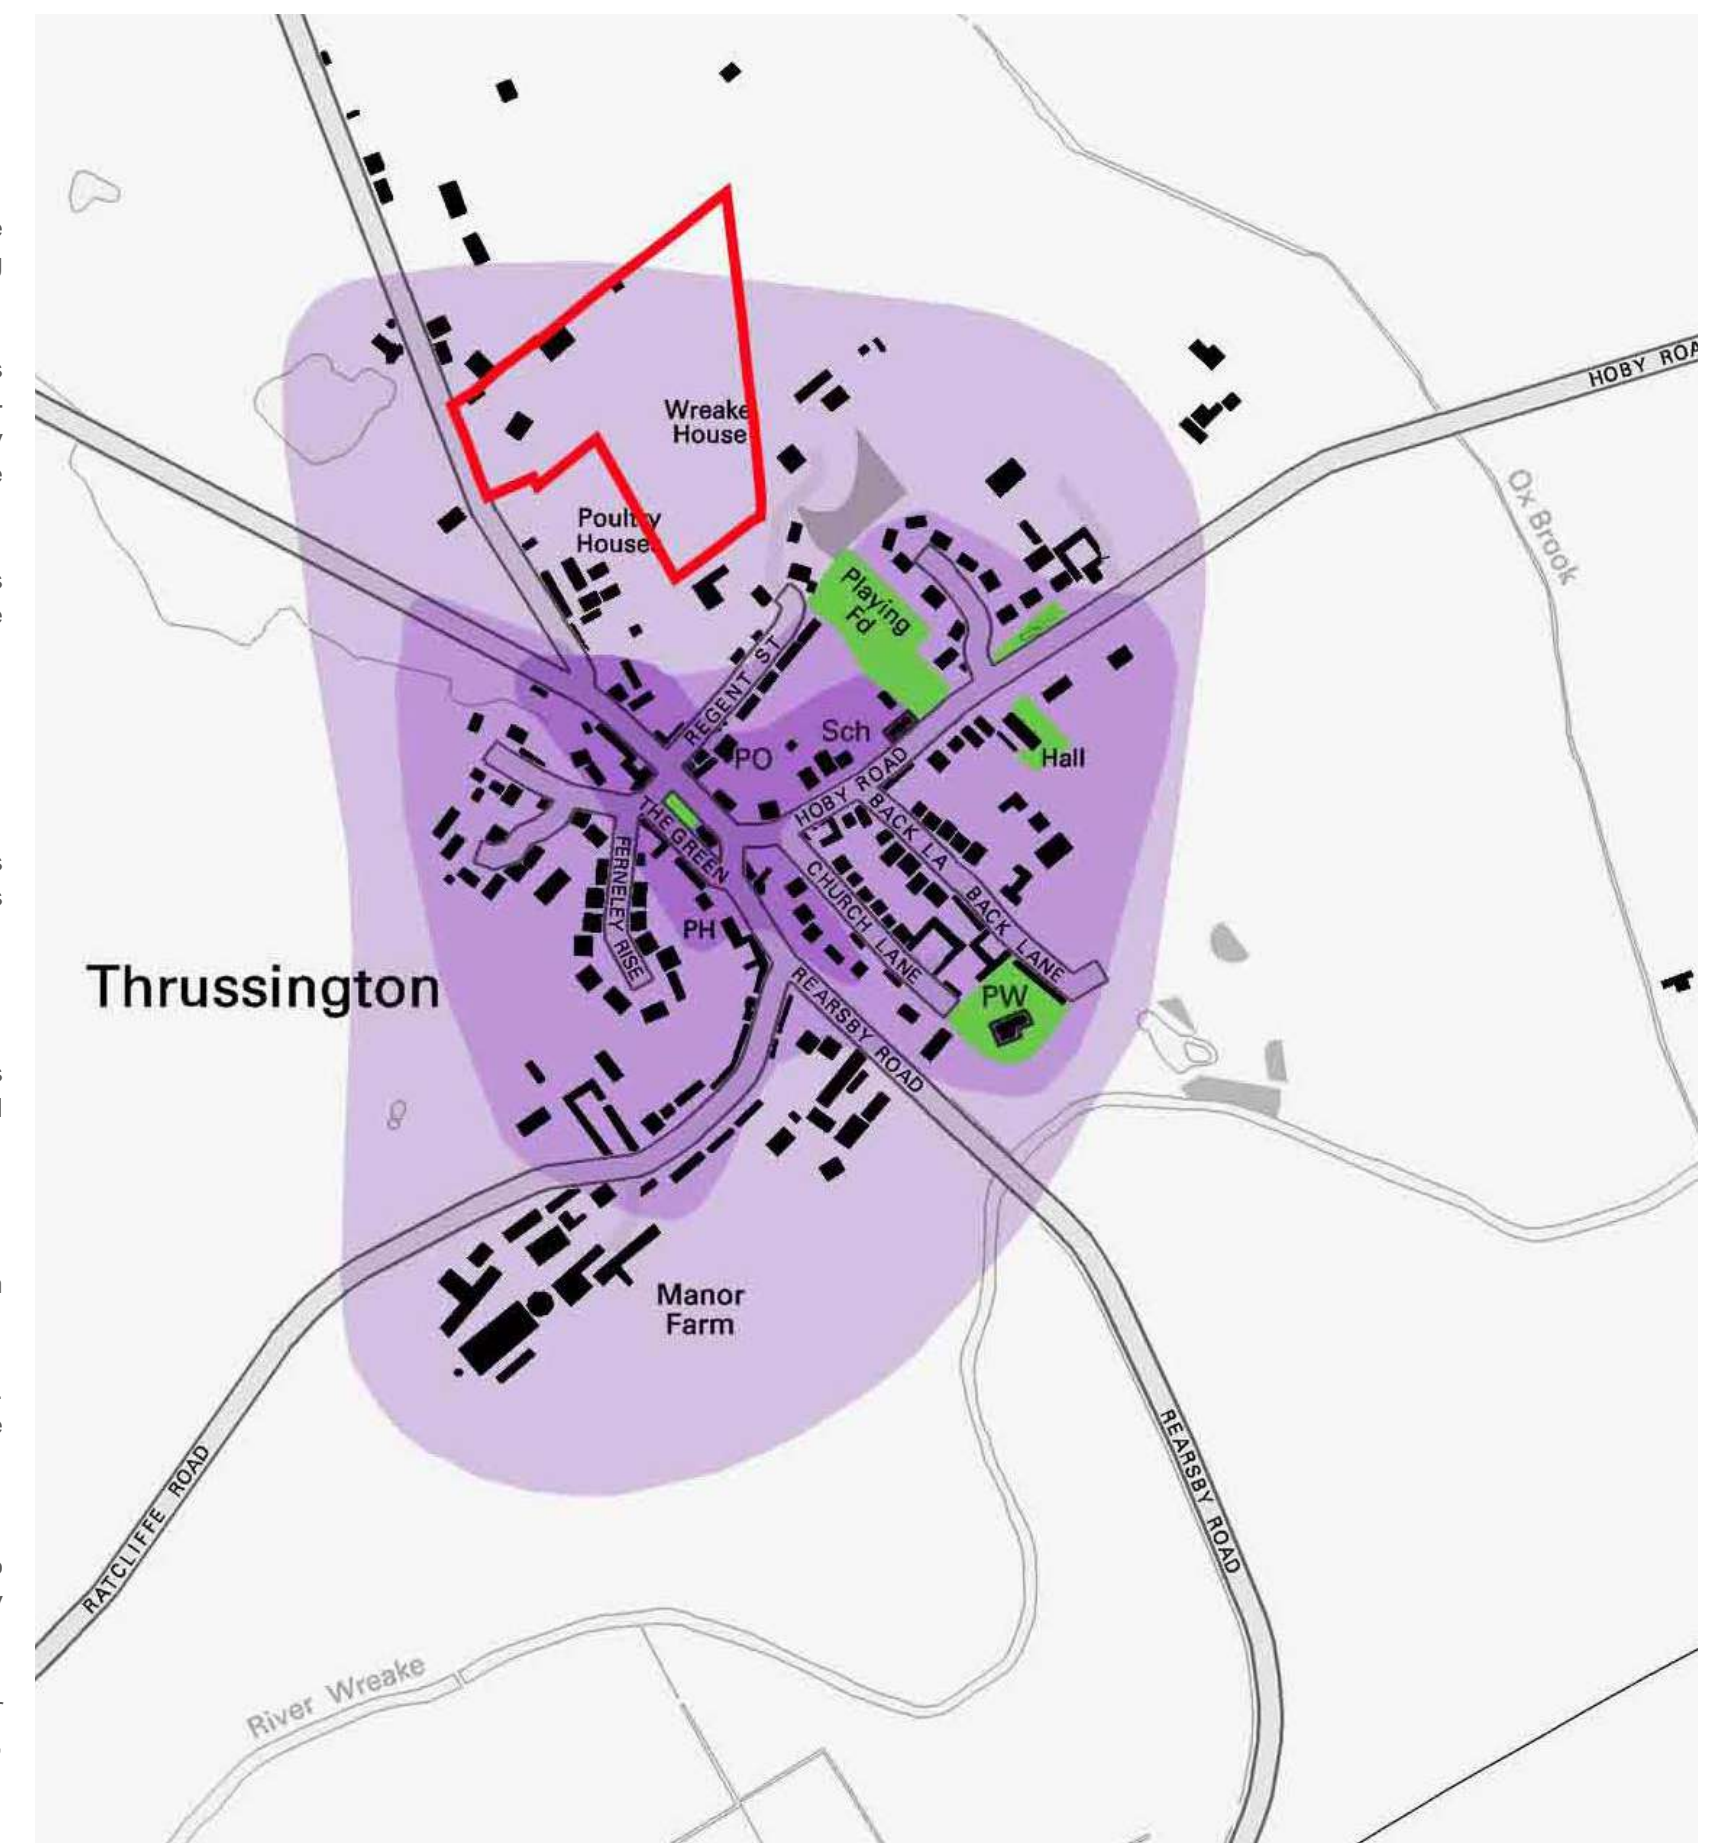 HOBY ROA
Wreake
House
Ox Brook
Poultry
House
Playing
Fd
REGENT ST
Sch
PO
Hall
HOBY ROAD
THE GREEN
BACK LA
FERNELEY RISE
CHURCH LANE
BACK LANE
PH
Thrussington
PW
REARSBY ROAD
Manor
Farm
REARSBY ROAD
RATCLIFFE ROAD
River Wreake